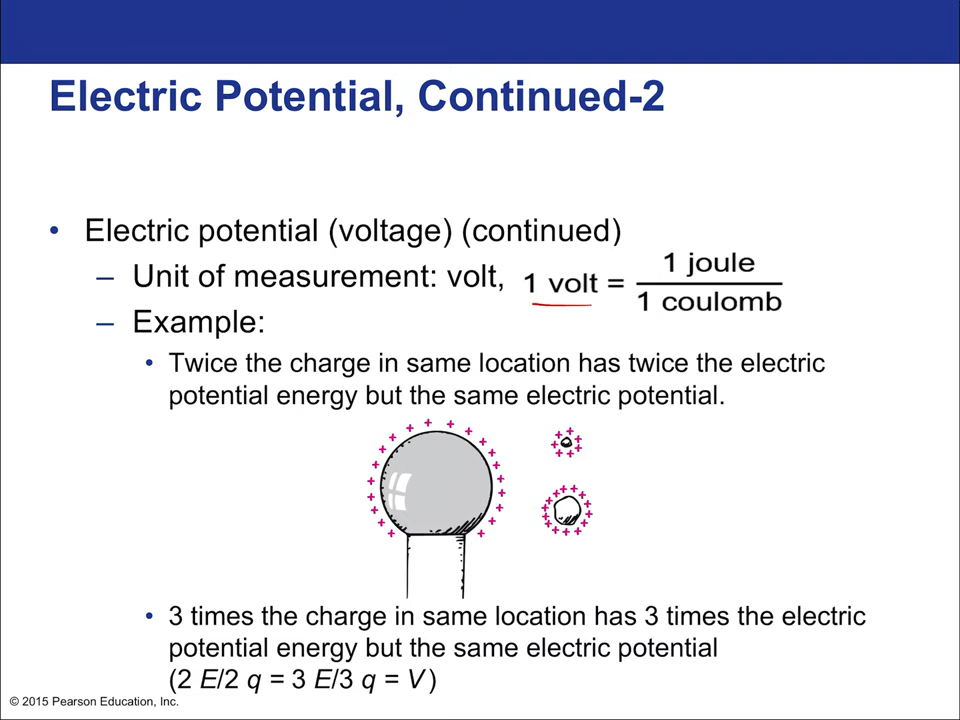 Electric Potential, Continued-2
• Electric potential (voltage) (continued)
– Unit of measurement: volt, 1 volt = 1 joule / 1 coulomb
– Example:
• Twice the charge in same location has twice the electric
potential energy but the same electric potential.
• 3 times the charge in same location has 3 times the electric
potential energy but the same electric potential
(2 E/2 q = 3 E/3 q = V)
© 2015 Pearson Education, Inc.